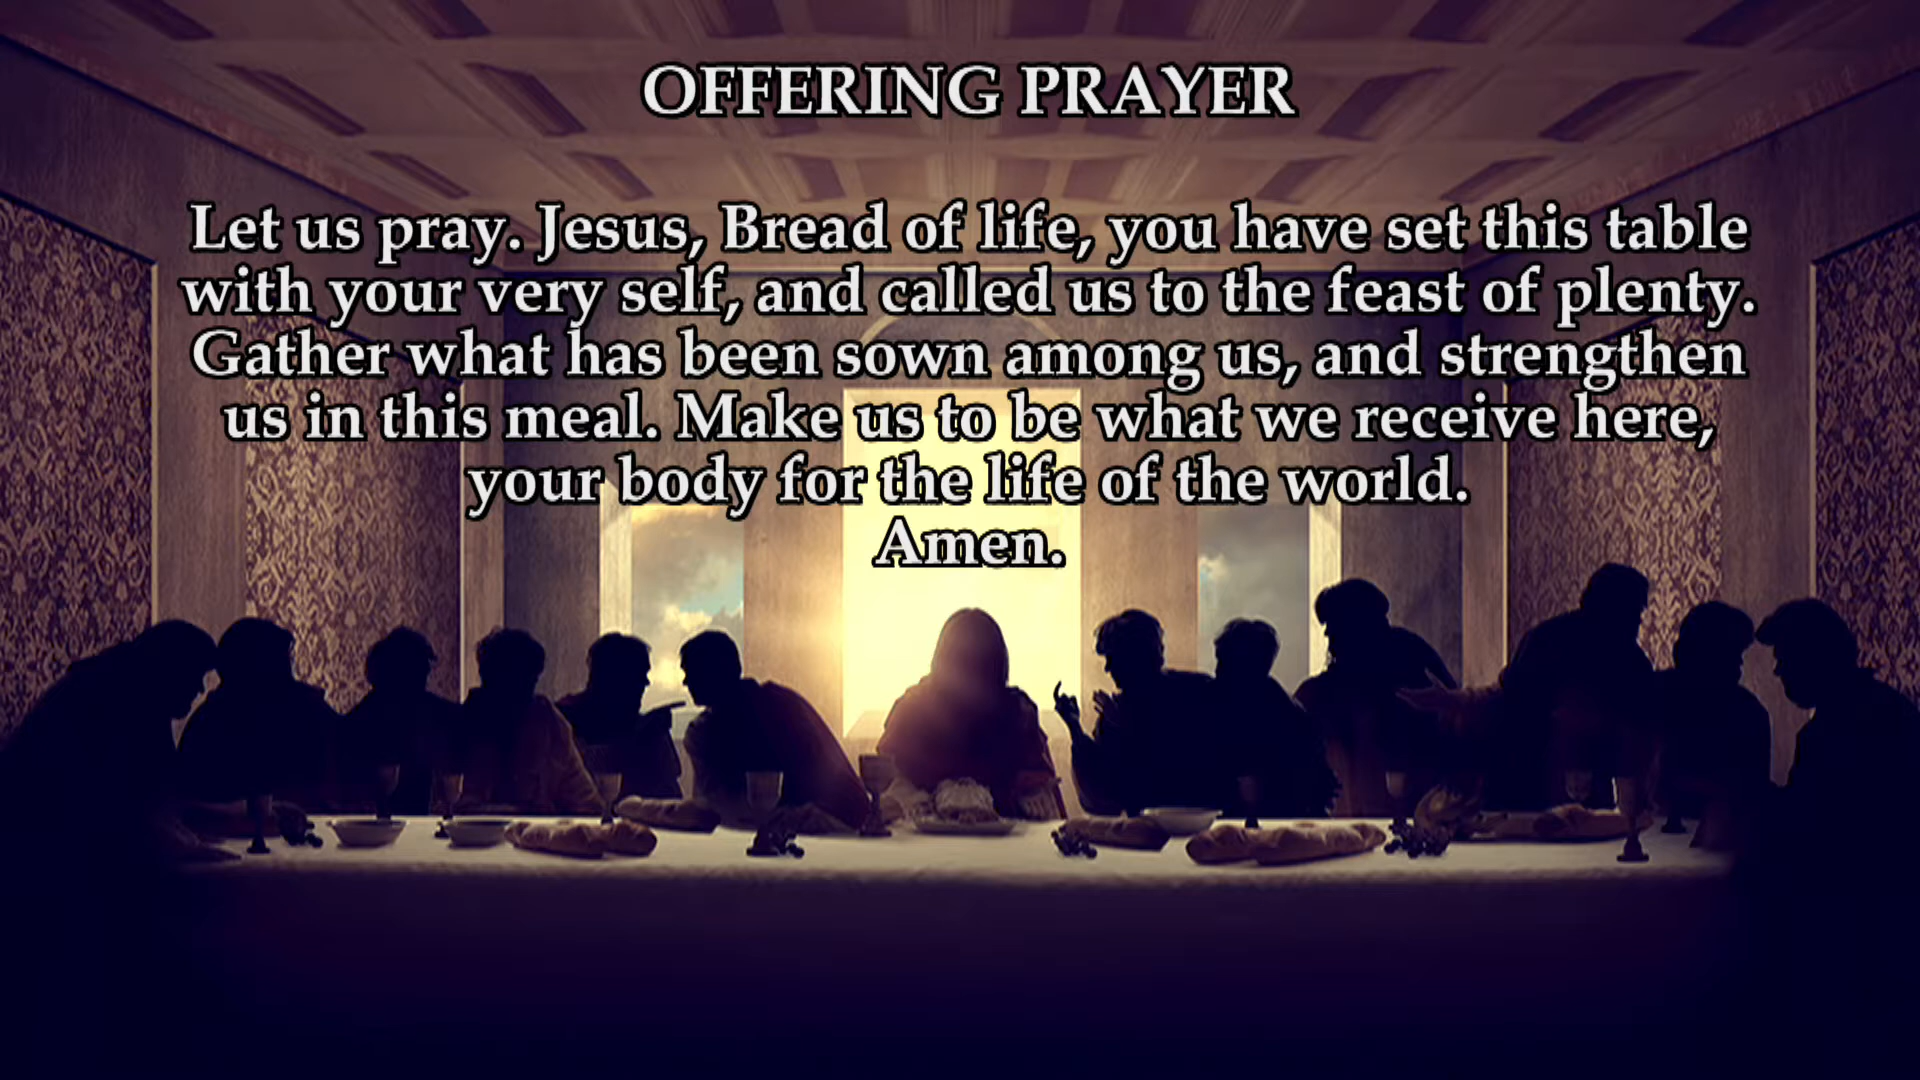 OFFERING PRAYER
Let us pray. Jesus, Bread of life, you have set this table
with your very self, and called us to the feast of plenty.
Gather what has been sown among us, and strengthen
us in this meal. Make us to be what we receive here,
your body for the life of the world.
Amen.